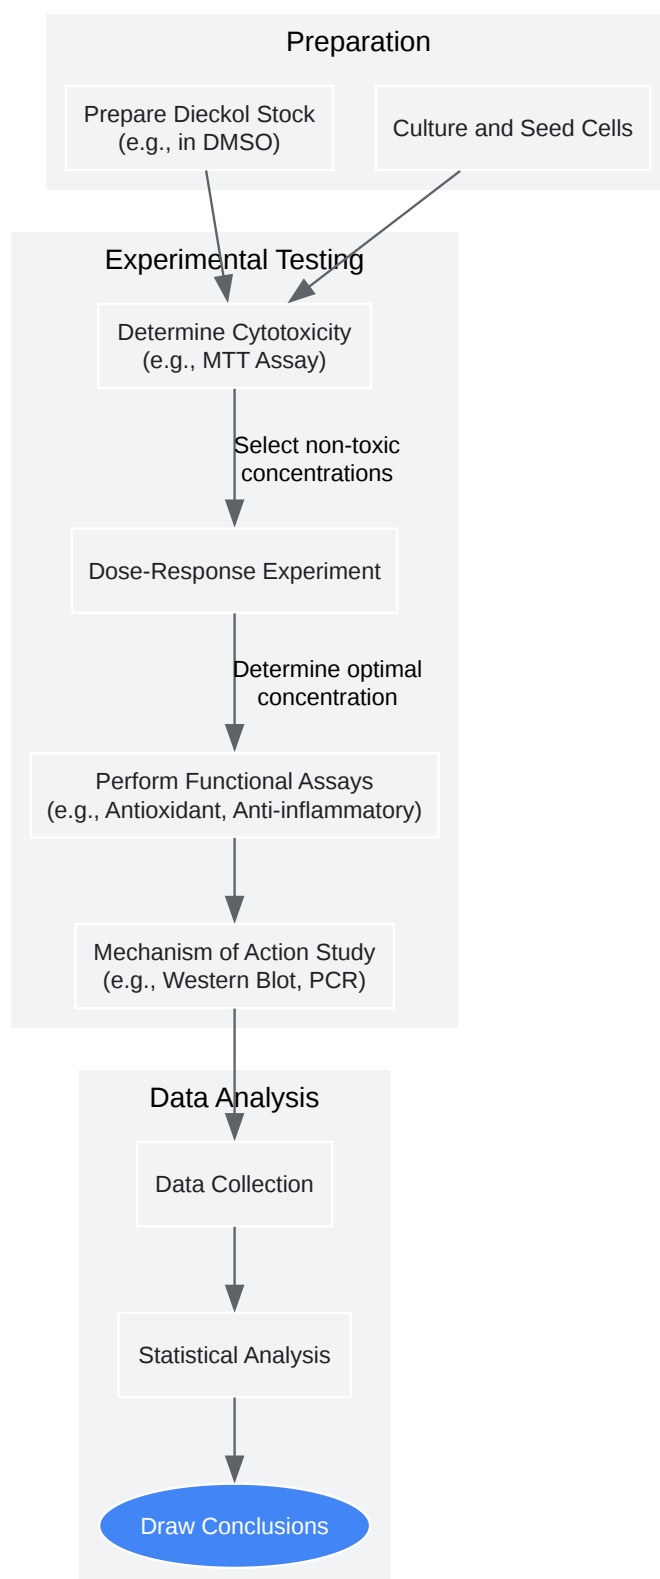 Preparation
Prepare Dieckol Stock
(e.g., in DMSO)
Culture and Seed Cells
Experimental Testing
Determine Cytotoxicity
(e.g., MTT Assay)
Select non-toxic
concentrations
Dose-Response Experiment
Determine optimal
concentration
Perform Functional Assays
(e.g., Antioxidant, Anti-inflammatory)
Mechanism of Action Study
(e.g., Western Blot, PCR)
Data Analysis
Data Collection
Statistical Analysis
Draw Conclusions